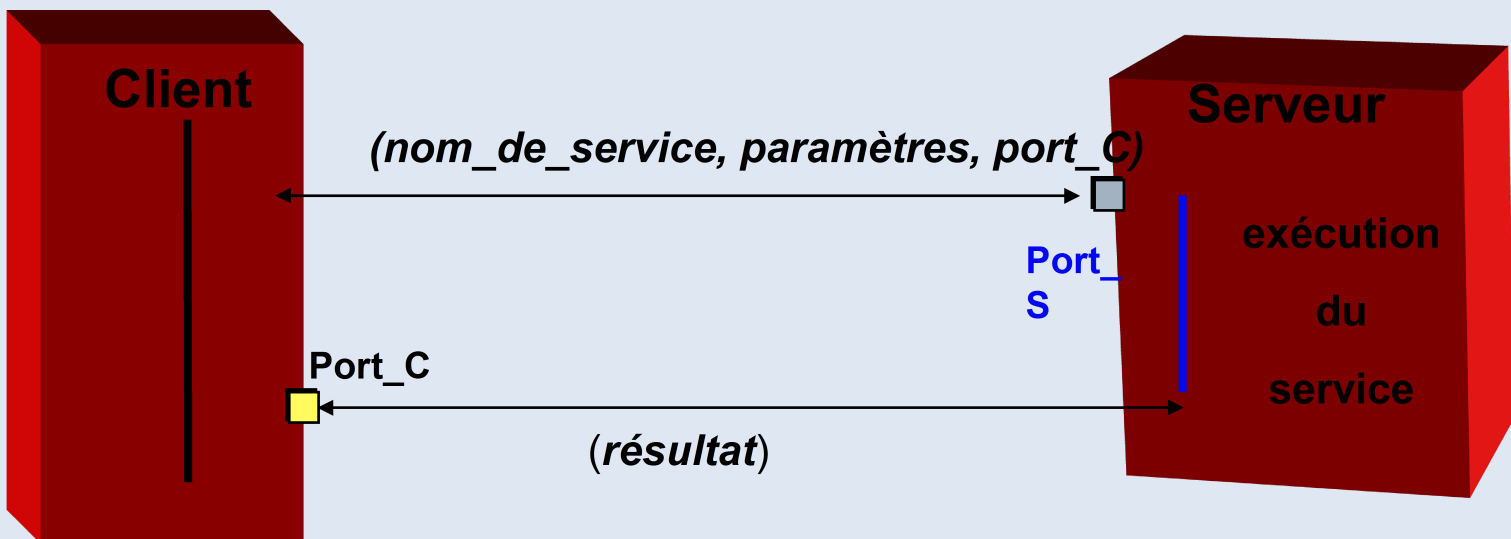 Client
Serveur
(nom_de_service, paramètres, port_C)
exécution
Port_
S
du
Port_C
service
(résultat)